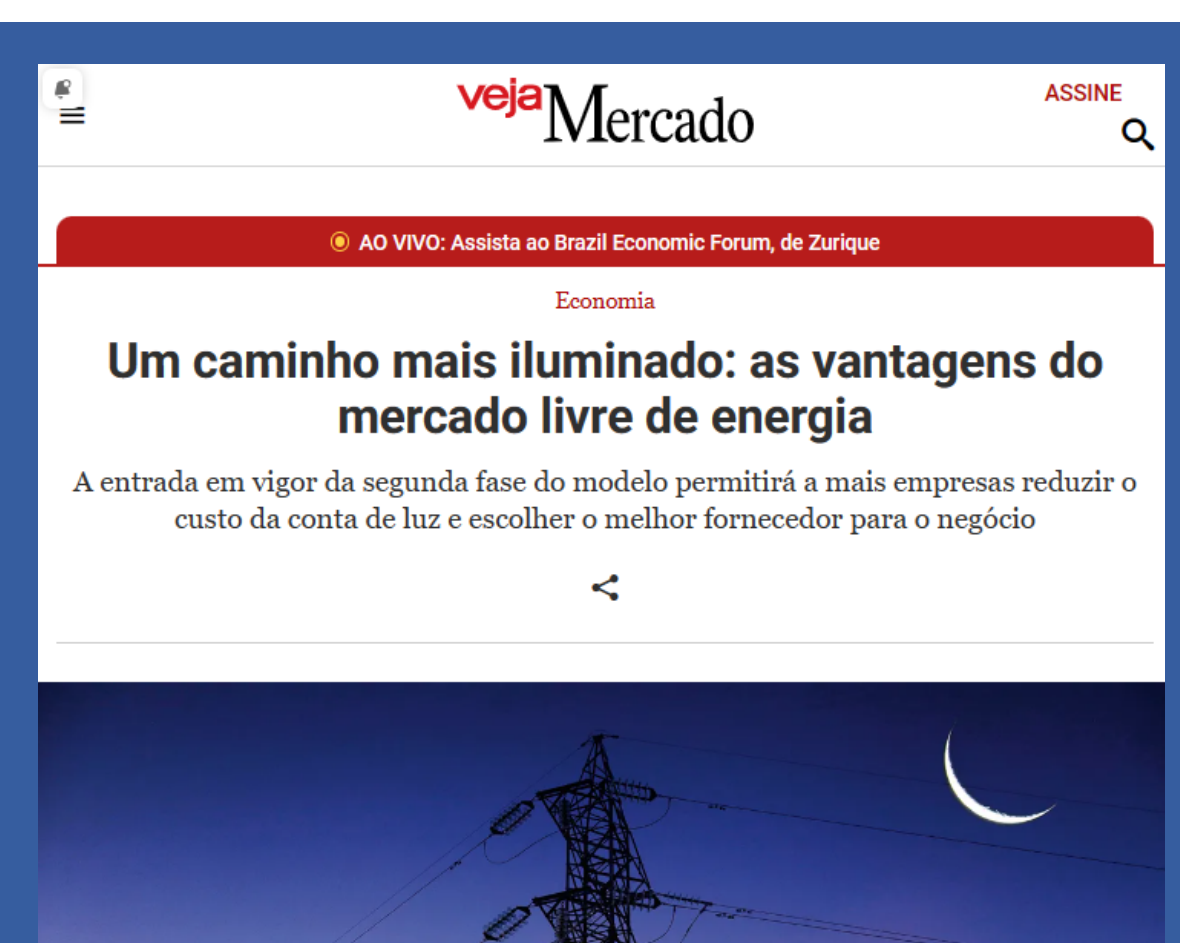 veja Mercado
ASSINE
AO VIVO: Assista ao Brazil Economic Forum, de Zurique
Economia
Um caminho mais iluminado: as vantagens do
mercado livre de energia
A entrada em vigor da segunda fase do modelo permitirá a mais empresas reduzir o
custo da conta de luz e escolher o melhor fornecedor para o negócio